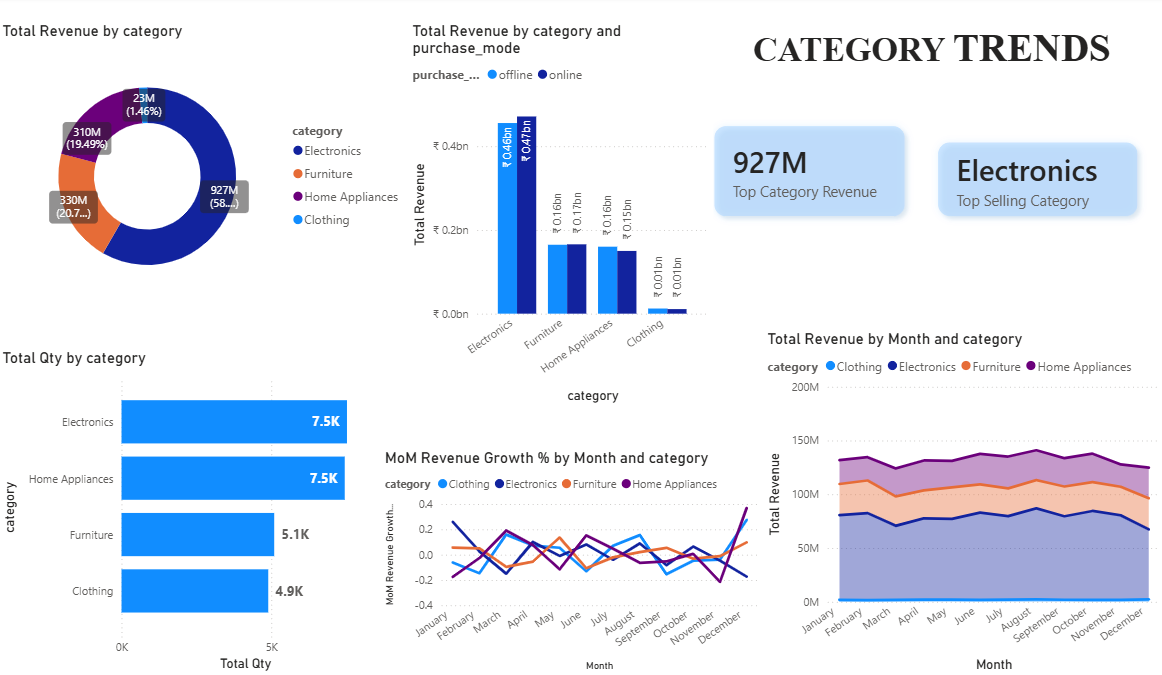 Total Revenue by category
23M
(1.46%)
310M
(19.49%)
330M
(20.7...)
927M
(58....)
category
Electronics
Furniture
Home Appliances
Clothing
Total Revenue by category and
purchase_mode
purchase_... offline online
Total Revenue
₹ 0.4bn
₹ 0.2bn
₹ 0.0bn
₹ 0.46bn
₹ 0.47bn
₹ 0.16bn
₹ 0.17bn
₹ 0.16bn
₹ 0.15bn
₹ 0.01bn
₹ 0.01bn
Electronics
Furniture
Home Appliances
Clothing
category
CATEGORY TRENDS
927M
Top Category Revenue
Electronics
Top Selling Category
Total Qty by category
category
Electronics 7.5K
Home Appliances 7.5K
Furniture 5.1K
Clothing 4.9K
0K 5K
Total Qty
MoM Revenue Growth % by Month and category
category Clothing Electronics Furniture Home Appliances
MoM Revenue Growth...
0.4
0.2
0.0
-0.2
-0.4
January
February
March
April
May
June
July
August
September
October
November
December
Month
Total Revenue by Month and category
category Clothing Electronics Furniture Home Appliances
Total Revenue
200M
150M
100M
50M
0M
January
February
March
April
May
June
July
August
September
October
November
December
Month